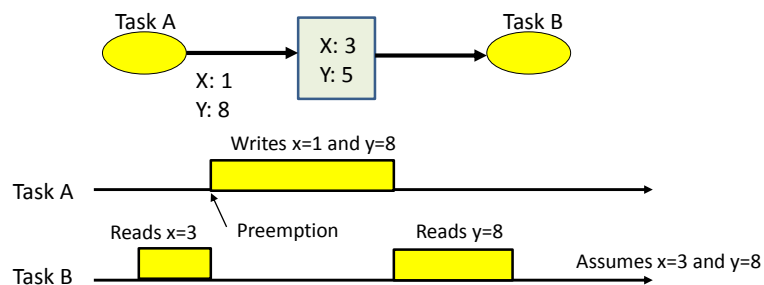 Task A
Task B
X: 3
Y: 5
X: 1
Y: 8
Writes x=1 and y=8
Task A
Reads x=3
Preemption
Reads y=8
Task B
Assumes x=3 and y=8